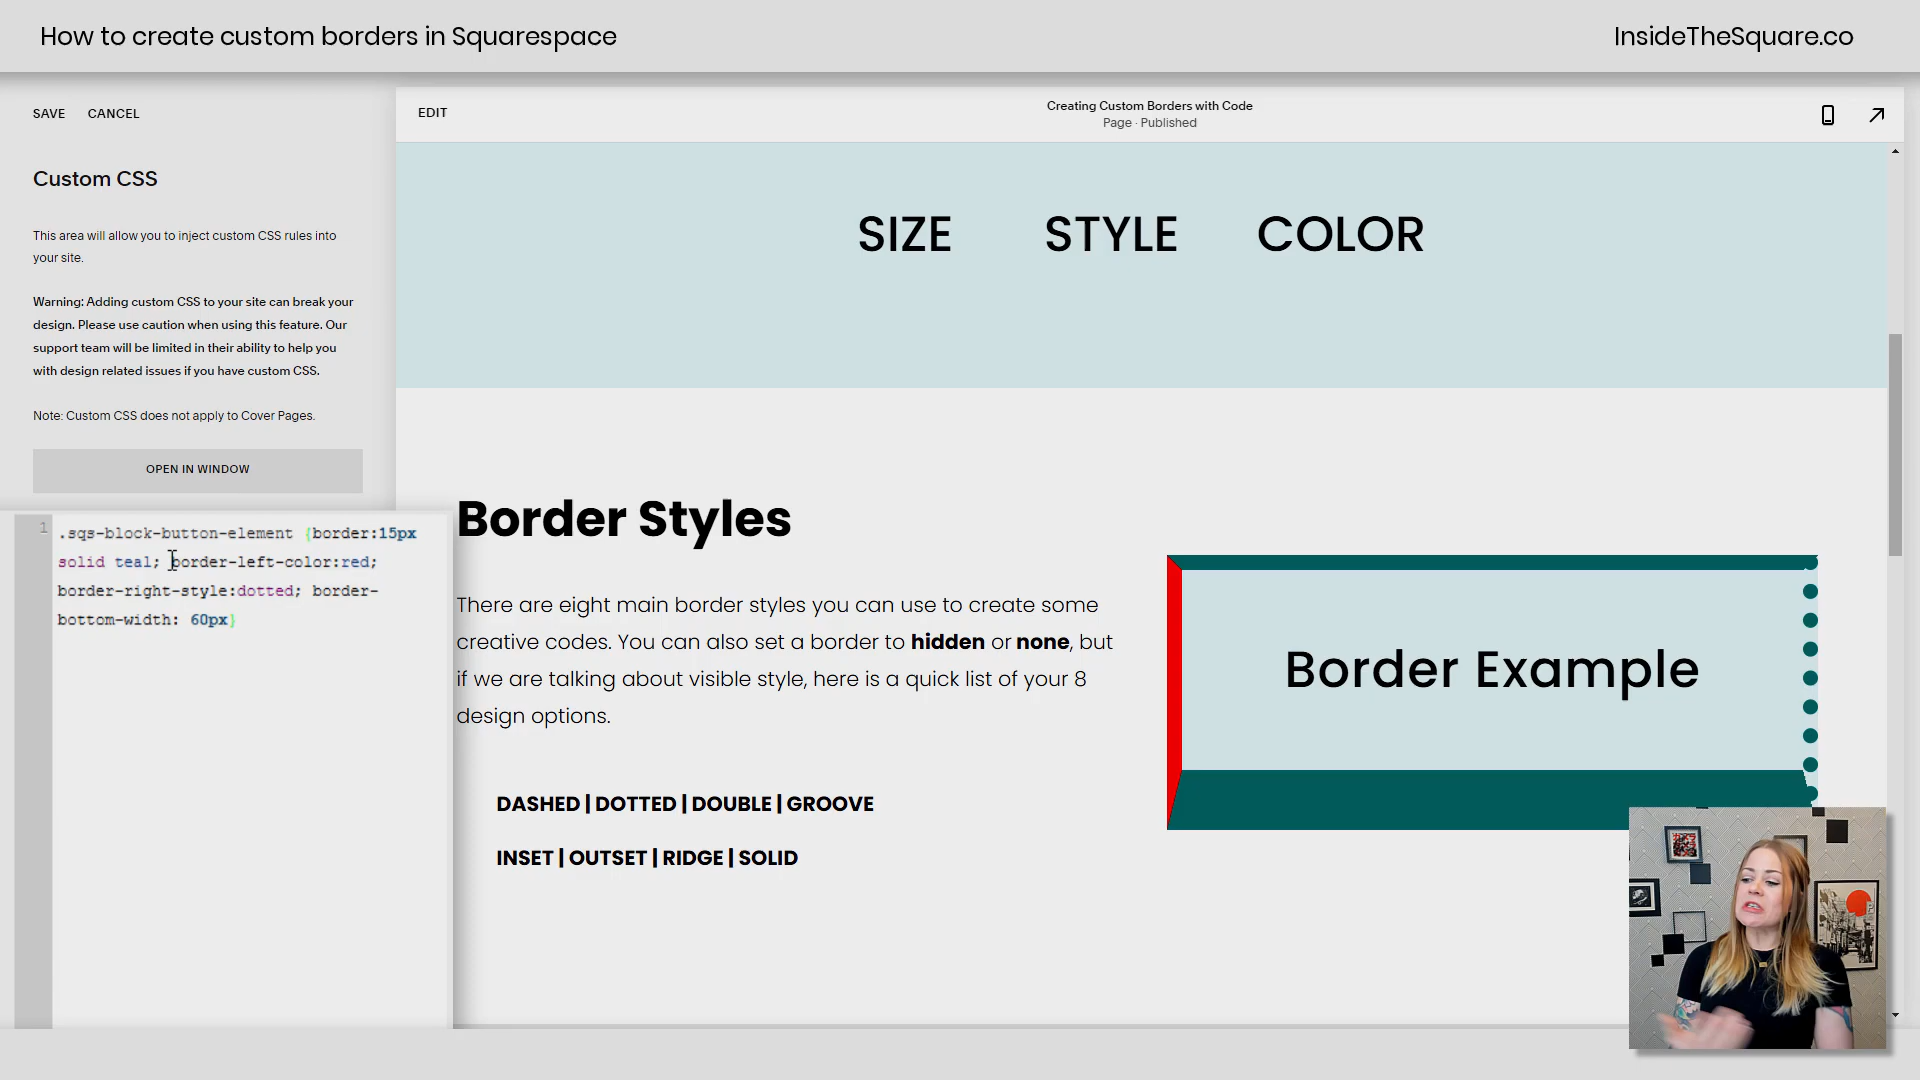 How to create custom borders in Squarespace
InsideTheSquare.co
SAVE CANCEL
EDIT
Creating Custom Borders with Code
Page · Published
Custom CSS
This area will allow you to inject custom CSS rules into
your site.
Warning: Adding custom CSS to your site can break your
design. Please use caution when using this feature. Our
support team will be limited in their ability to help you
with design related issues if you have custom CSS.
Note: Custom CSS does not apply to Cover Pages.
OPEN IN WINDOW
1
.sqs-block-button-element {border:15px
solid teal; border-left-color:red;
border-right-style:dotted; border-
bottom-width: 60px}
SIZE STYLE COLOR
Border Styles
There are eight main border styles you can use to create some
creative codes. You can also set a border to hidden or none, but
if we are talking about visible style, here is a quick list of your 8
design options.
DASHED | DOTTED | DOUBLE | GROOVE
INSET | OUTSET | RIDGE | SOLID
Border Example